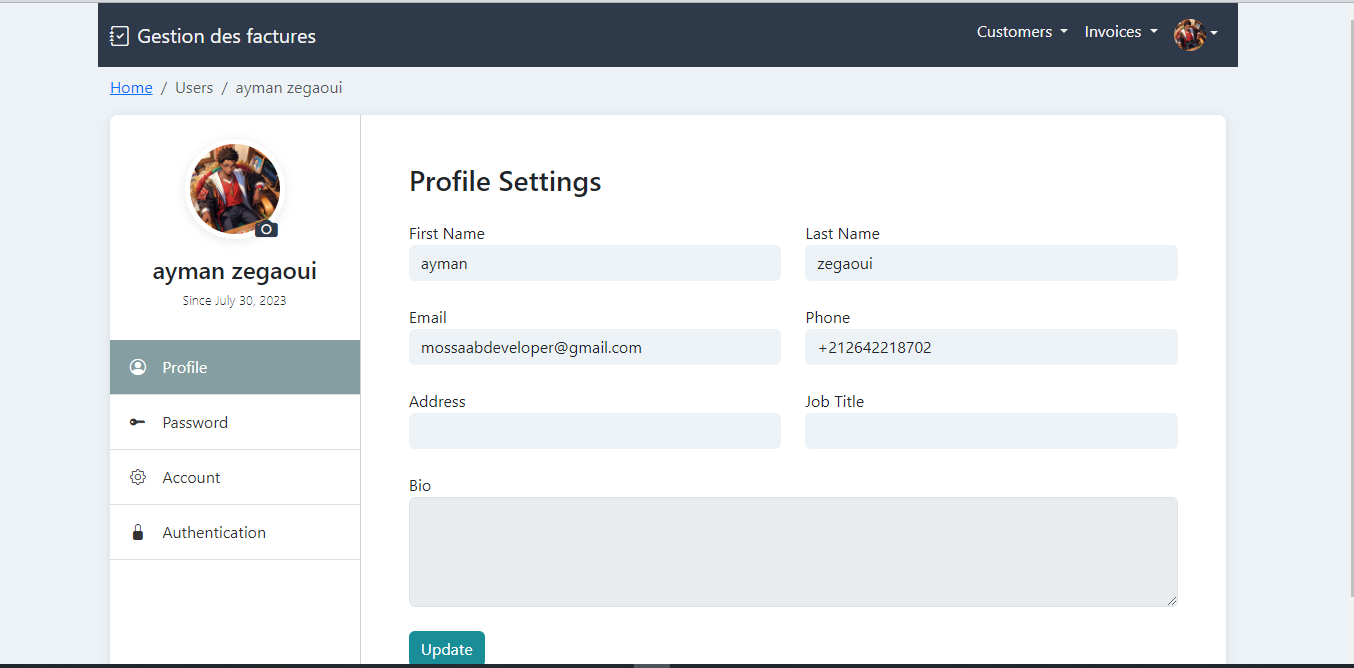 Gestion des factures
Customers Invoices
Home / Users / ayman zegaoui
ayman zegaoui
Since July 30, 2023
Profile
Password
Account
Authentication
Profile Settings
First Name Last Name
ayman zegaoui
Email Phone
mossaabdeveloper@gmail.com +212642218702
Address Job Title
Bio
Update